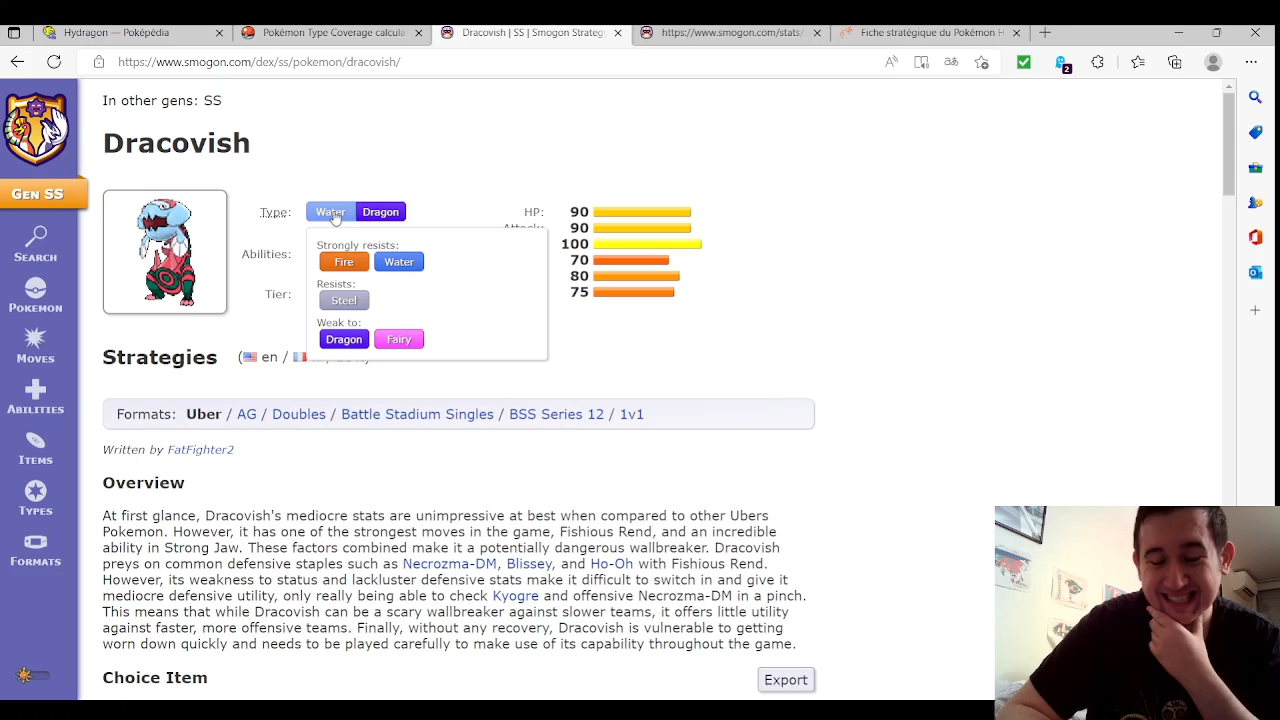 Hydragon — Poképédia
Pokémon Type Coverage calcula
Dracovish | SS | Smogon Strateg
https://www.smogon.com/stats/
Fiche stratégique du Pokémon H
https://www.smogon.com/dex/ss/pokemon/dracovish/
2
In other gens: SS
Dracovish
GEN SS
SEARCH
POKEMON
MOVES
ABILITIES
ITEMS
TYPES
FORMATS
Type: Water Dragon
Abilities:
Tier:
Strongly resists:
Fire Water
Resists:
Steel
Weak to:
Dragon Fairy
HP: 90
Attack: 90
100
70
80
75
Strategies (en /
Formats: Uber / AG / Doubles / Battle Stadium Singles / BSS Series 12 / 1v1
Written by FatFighter2
Overview
At first glance, Dracovish's mediocre stats are unimpressive at best when compared to other Ubers
Pokemon. However, it has one of the strongest moves in the game, Fishious Rend, and an incredible
ability in Strong Jaw. These factors combined make it a potentially dangerous wallbreaker. Dracovish
preys on common defensive staples such as Necrozma-DM, Blissey, and Ho-Oh with Fishious Rend.
However, its weakness to status and lackluster defensive stats make it difficult to switch in and give it
mediocre defensive utility, only really being able to check Kyogre and offensive Necrozma-DM in a pinch.
This means that while Dracovish can be a scary wallbreaker against slower teams, it offers little utility
against faster, more offensive teams. Finally, without any recovery, Dracovish is vulnerable to getting
worn down quickly and needs to be played carefully to make use of its capability throughout the game.
Choice Item
Export